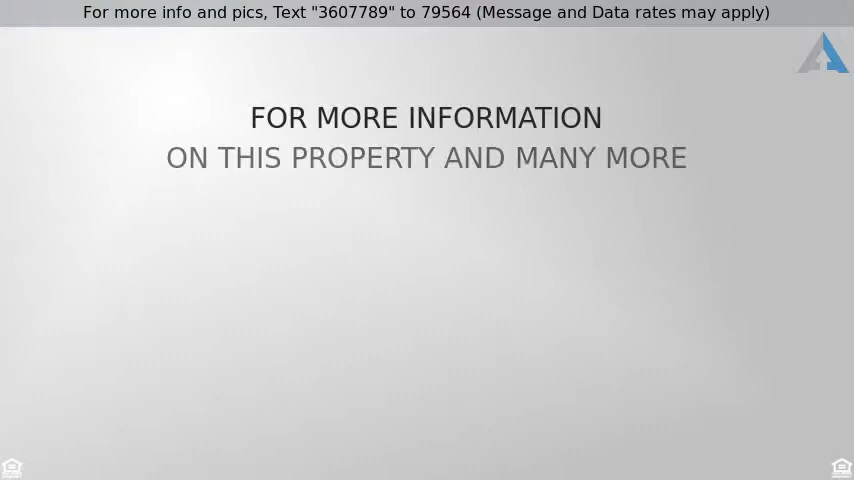 For more info and pics, Text "3607789" to 79564 (Message and Data rates may apply)
FOR MORE INFORMATION
ON THIS PROPERTY AND MANY MORE